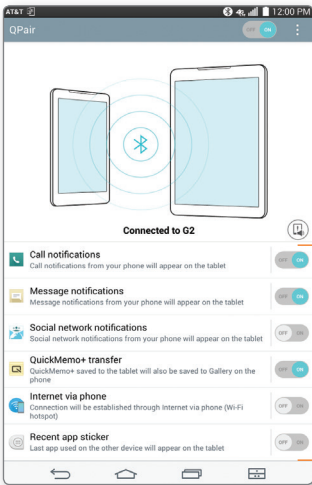 AT&T 4G 12:00 PM
QPair OFF ON
Connected to G2
Call notifications
Call notifications from your phone will appear on the tablet
OFF ON
Message notifications
Message notifications from your phone will appear on the tablet
OFF ON
Social network notifications
Social network notifications from your phone will appear on the tablet
OFF ON
QuickMemo+ transfer
QuickMemo+ saved to the tablet will also be saved to Gallery on the
phone
OFF ON
Internet via phone
Connection will be established through Internet via phone (Wi-Fi
hotspot)
OFF ON
Recent app sticker
Last app used on the other device will appear on the tablet
OFF ON